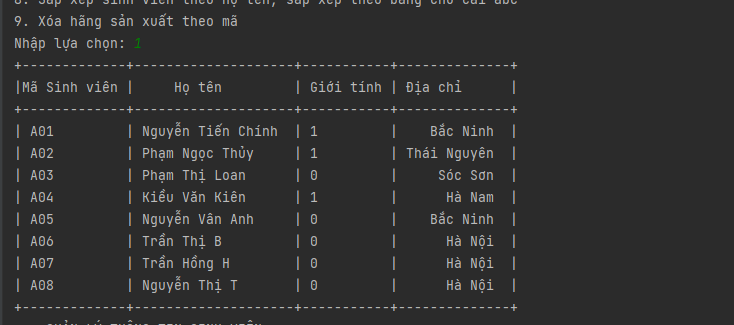 8. Sắp xếp sinh viên theo họ tên, sắp xếp theo bảng chữ cái abc
9. Xóa hãng sản xuất theo mã
Nhập lựa chọn: 1
+-------------+--------------------+-----------+--------------+
|Mã Sinh viên |     Họ tên         | Giới tính | Địa chỉ      |
+-------------+--------------------+-----------+--------------+
| A01         | Nguyễn Tiến Chính  | 1         |    Bắc Ninh  |
| A02         | Phạm Ngọc Thủy     | 1         | Thái Nguyên  |
| A03         | Phạm Thị Loan      | 0         |     Sóc Sơn  |
| A04         | Kiều Văn Kiên      | 1         |      Hà Nam  |
| A05         | Nguyễn Vân Anh     | 0         |    Bắc Ninh  |
| A06         | Trần Thị B         | 0         |      Hà Nội  |
| A07         | Trần Hồng H        | 0         |      Hà Nội  |
| A08         | Nguyễn Thị T       | 0         |      Hà Nội  |
+-------------+--------------------+-----------+--------------+